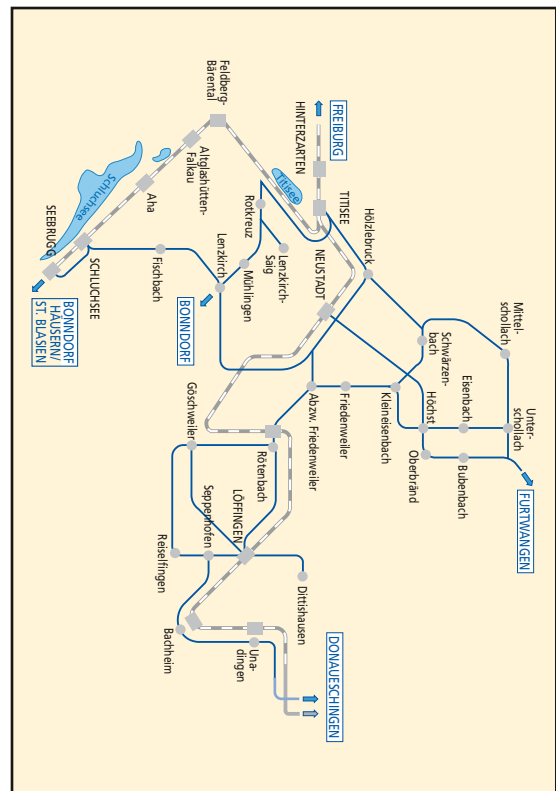 Feldberg-
Bärental
Altglashütten-
Falkau
Aha
Schluchsee
SEEBRUGG
SCHLUCHSEE
BONNDORF
HÄUSERN/
ST. BLASIEN
Fischbach
FREIBURG
HINTERZARTEN
TITISEE
Titisee
Hölzlebruck
Rotkreuz
Lenzkirch-
Saig
Mühlingen
Lenzkirch
BONNDORF
NEUSTADT
Mittel-
schollach
Schwärzen-
bach
Unter-
schollach
Eisenbach
Höchst
Kleineisenbach
Friedenweiler
Abzw. Friedenweiler
Oberbränd
Bubenbach
FURTWANGEN
Göschweiler
Rötenbach
LÖFFINGEN
Seppenhofen
Reiselfingen
Dittishausen
Bachheim
Una-
dingen
DONAUESCHINGEN